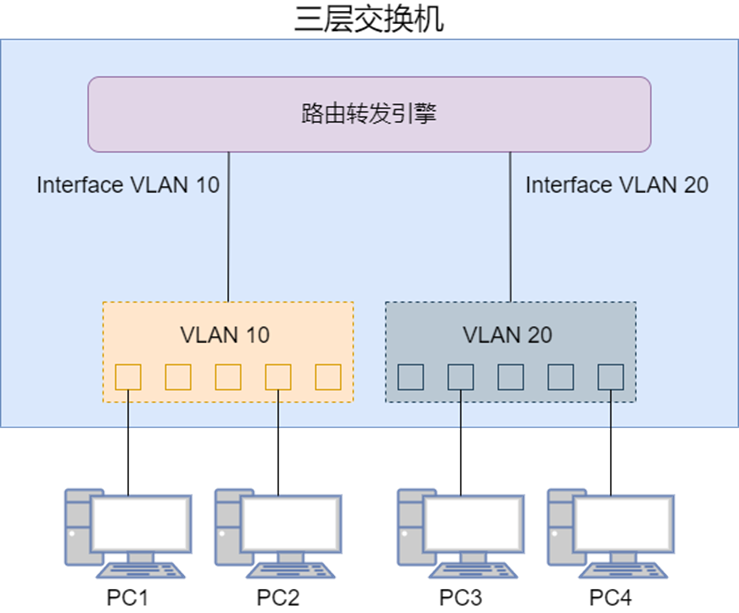 三层交换机
路由转发引擎
Interface VLAN 10
Interface VLAN 20
VLAN 10
VLAN 20
PC1
PC2
PC3
PC4